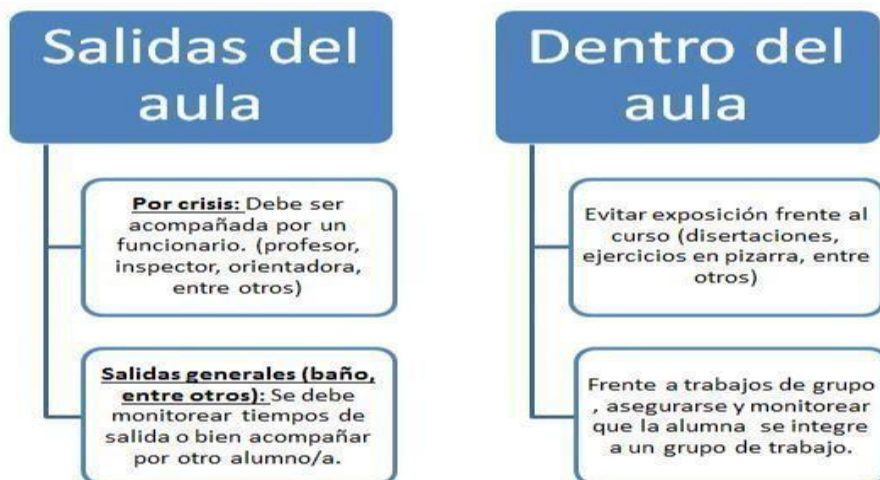 Salidas del
aula
Por crisis: Debe ser
acompañada por un
funcionario. (profesor,
inspector, orientadora,
entre otros)
Salidas generales (baño,
entre otros): Se debe
monitorear tiempos de
salida o bien acompañar
por otro alumno/a.
Dentro del
aula
Evitar exposición frente al
curso (disertaciones,
ejercicios en pizarra, entre
otros)
Frente a trabajos de grupo
, asegurarse y monitorear
que la alumna se integre
a un grupo de trabajo.